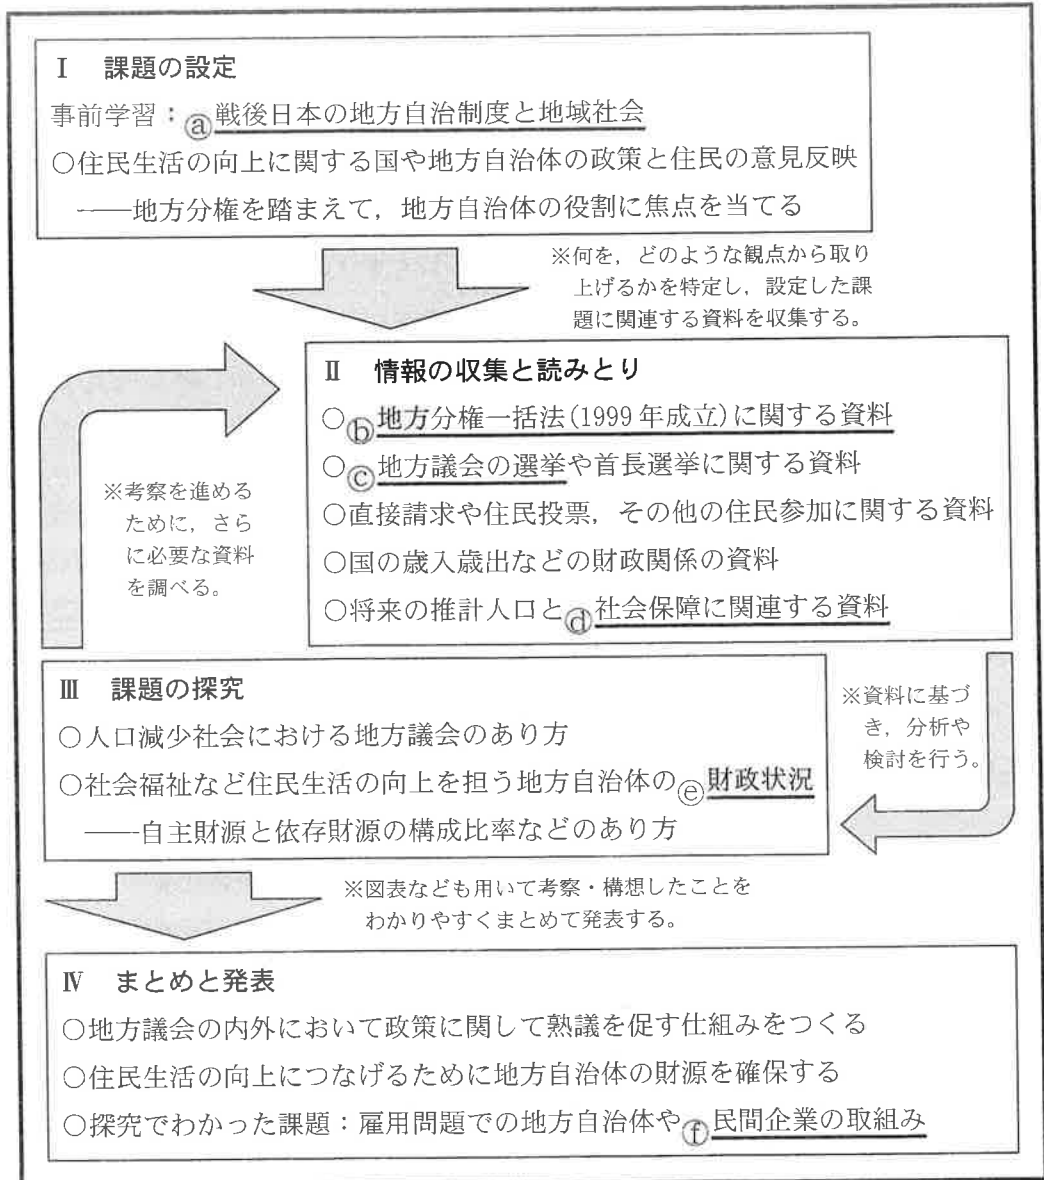 Ⅰ 課題の設定
事前学習：ⓐ戦後日本の地方自治制度と地域社会
○住民生活の向上に関する国や地方自治体の政策と住民の意見反映
——地方分権を踏まえて，地方自治体の役割に焦点を当てる
※何を，どのような観点から取り
上げるかを特定し，設定した課
題に関連する資料を収集する。
Ⅱ 情報の収集と読みとり
○ⓑ地方分権一括法(1999年成立)に関する資料
○ⓒ地方議会の選挙や首長選挙に関する資料
○直接請求や住民投票，その他の住民参加に関する資料
○国の歳入歳出などの財政関係の資料
○将来の推計人口とⓓ社会保障に関連する資料
※考察を進める
ために，さら
に必要な資料
を調べる。
Ⅲ 課題の探究
○人口減少社会における地方議会のあり方
○社会福祉など住民生活の向上を担う地方自治体のⓔ財政状況
——自主財源と依存財源の構成比率などのあり方
※資料に基づ
き，分析や
検討を行う。
※図表なども用いて考察・構想したことを
わかりやすくまとめて発表する。
Ⅳ まとめと発表
○地方議会の内外において政策に関して熟議を促す仕組みをつくる
○住民生活の向上につなげるために地方自治体の財源を確保する
○探究でわかった課題：雇用問題での地方自治体やⓕ民間企業の取組み